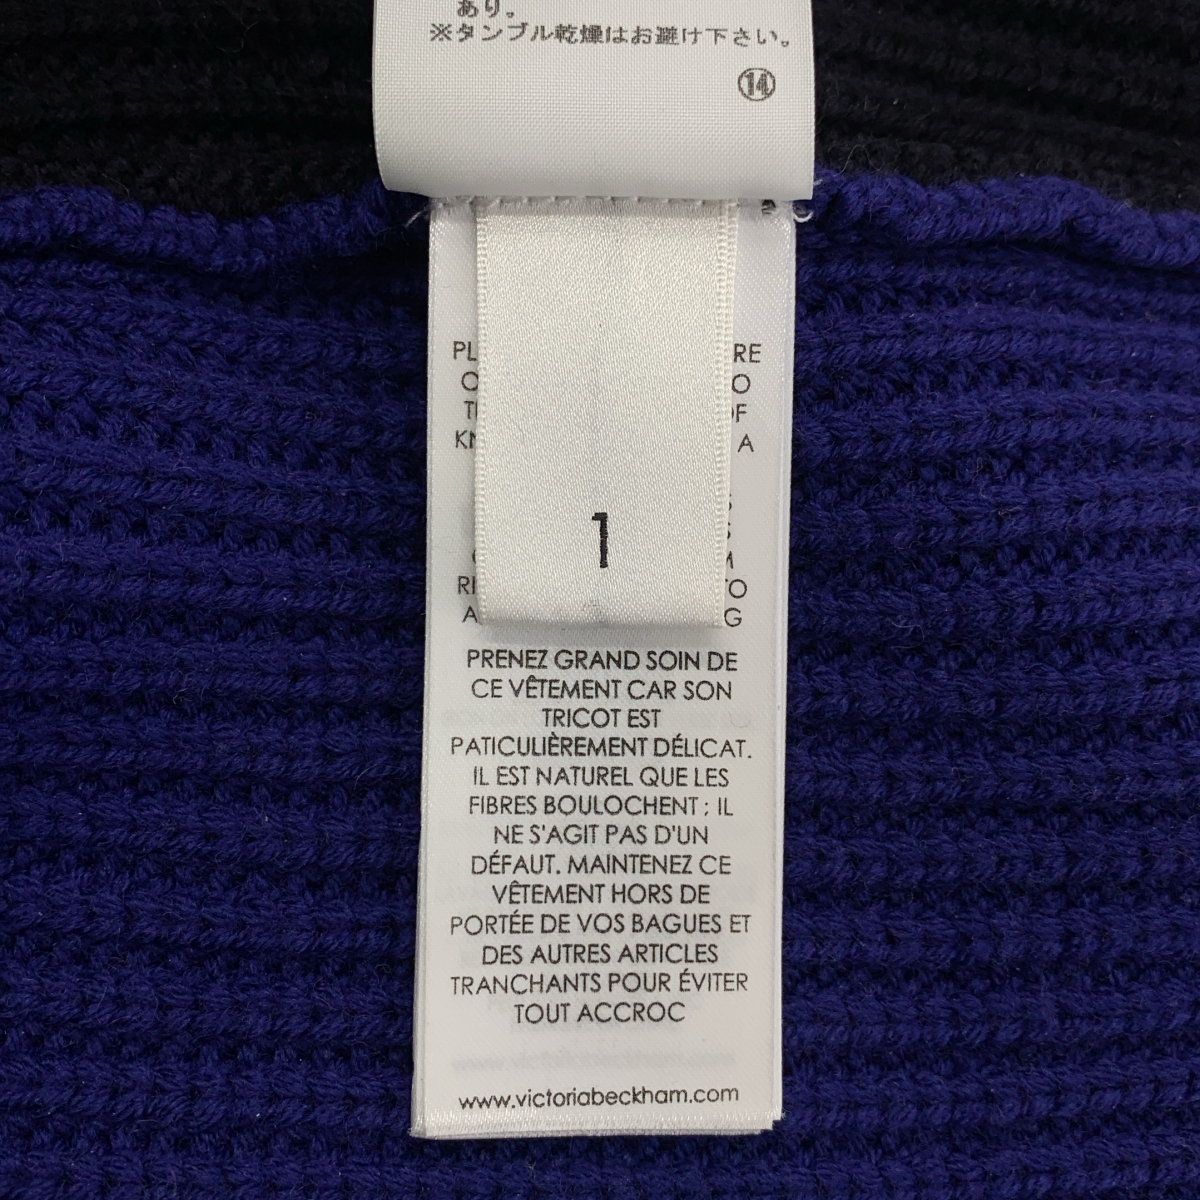 あり。
※タンブル乾燥はお避け下さい。
⑭
1
PRENEZ GRAND SOIN DE
CE VÊTEMENT CAR SON
TRICOT EST
PATICULIÈREMENT DÉLICAT.
IL EST NATUREL QUE LES
FIBRES BOULOCHENT ; IL
NE S'AGIT PAS D'UN
DÉFAUT. MAINTENEZ CE
VÊTEMENT HORS DE
PORTÉE DE VOS BAGUES ET
DES AUTRES ARTICLES
TRANCHANTS POUR ÉVITER
TOUT ACCROC
www.victoriabeckham.com